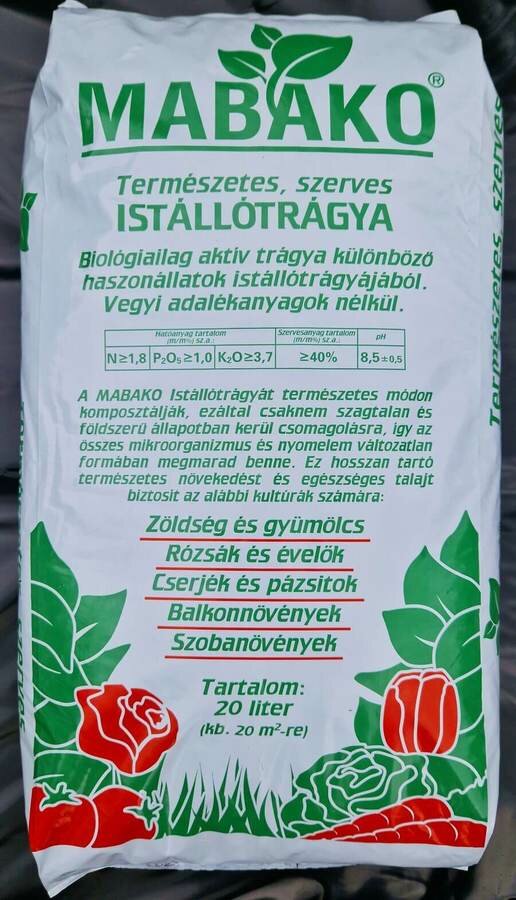 MABAKO®
Természetes, szerves
ISTÁLLÓTRÁGYA
Biológiailag aktív trágya különböző
haszonállatok istállótrágyájából.
Vegyi adalékanyagok nélkül.
Hatóanyag tartalom (m/m%) sz.a.:
Szervesanyag tartalom (m/m%) sz.a.:
pH
N≥1,8 P₂O₅≥1,0 K₂O≥3,7 ≥40% 8,5±0,5
A MABAKO Istállótrágyát természetes módon
komposztálják, ezáltal csaknem szagtalan és
földszerű állapotban kerül csomagolásra, így az
összes mikroorganizmus és nyomelem változatlan
formában megmarad benne. Ez hosszan tartó
természetes növekedést és egészséges talajt
biztosít az alábbi kultúrák számára:
Zöldség és gyümölcs
Rózsák és évelők
Cserjék és pázsitok
Balkonnövények
Szobanövények
Tartalom:
20 liter
(kb. 20 m²-re)
Természetes, szerves